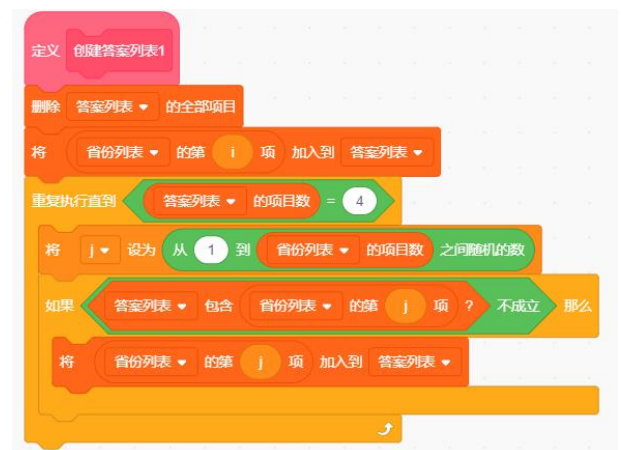 定义 创建答案列表1
删除 答案列表 的全部项目
将 省份列表 的第 i 项 加入到 答案列表
重复执行直到 答案列表 的项目数 = 4
将 j 设为 从 1 到 省份列表 的项目数 之间随机的数
如果 答案列表 包含 省份列表 的第 j 项 ? 不成立 那么
将 省份列表 的第 j 项 加入到 答案列表